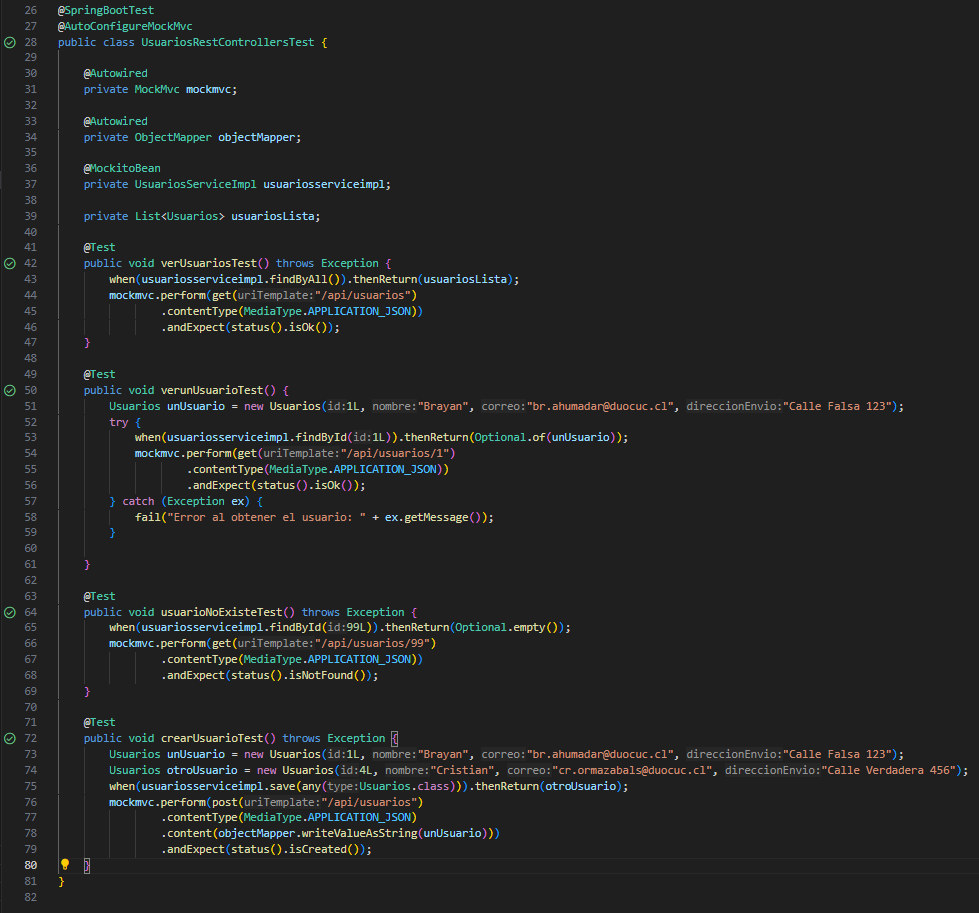 26 @SpringBootTest
27 @AutoConfigureMockMvc
28 public class UsuariosRestControllersTest {
29
30 @Autowired
31 private MockMvc mockmvc;
32
33 @Autowired
34 private ObjectMapper objectMapper;
35
36 @MockitoBean
37 private UsuariosServiceImpl usuariosserviceimpl;
38
39 private List<Usuarios> usuariosLista;
40
41 @Test
42 public void verUsuariosTest() throws Exception {
43 when(usuariosserviceimpl.findByAll()).thenReturn(usuariosLista);
44 mockmvc.perform(get(uriTemplate:"/api/usuarios")
45 .contentType(MediaType.APPLICATION_JSON))
46 .andExpect(status().isOk());
47 }
48
49 @Test
50 public void verunUsuarioTest() {
51 Usuarios unUsuario = new Usuarios(id:1L, nombre:"Brayan", correo:"br.ahumadar@duocuc.cl", direccionEnvio:"Calle Falsa 123");
52 try {
53 when(usuariosserviceimpl.findById(id:1L)).thenReturn(Optional.of(unUsuario));
54 mockmvc.perform(get(uriTemplate:"/api/usuarios/1")
55 .contentType(MediaType.APPLICATION_JSON))
56 .andExpect(status().isOk());
57 } catch (Exception ex) {
58 fail("Error al obtener el usuario: " + ex.getMessage());
59 }
60
61 }
62
63 @Test
64 public void usuarioNoExisteTest() throws Exception {
65 when(usuariosserviceimpl.findById(id:99L)).thenReturn(Optional.empty());
66 mockmvc.perform(get(uriTemplate:"/api/usuarios/99")
67 .contentType(MediaType.APPLICATION_JSON))
68 .andExpect(status().isNotFound());
69 }
70
71 @Test
72 public void crearUsuarioTest() throws Exception {
73 Usuarios unUsuario = new Usuarios(id:1L, nombre:"Brayan", correo:"br.ahumadar@duocuc.cl", direccionEnvio:"Calle Falsa 123");
74 Usuarios otroUsuario = new Usuarios(id:4L, nombre:"Cristian", correo:"cr.ormazabals@duocuc.cl", direccionEnvio:"Calle Verdadera 456");
75 when(usuariosserviceimpl.save(any(type:Usuarios.class))).thenReturn(otroUsuario);
76 mockmvc.perform(post(uriTemplate:"/api/usuarios")
77 .contentType(MediaType.APPLICATION_JSON)
78 .content(objectMapper.writeValueAsString(unUsuario)))
79 .andExpect(status().isCreated());
80 }
81 }
82